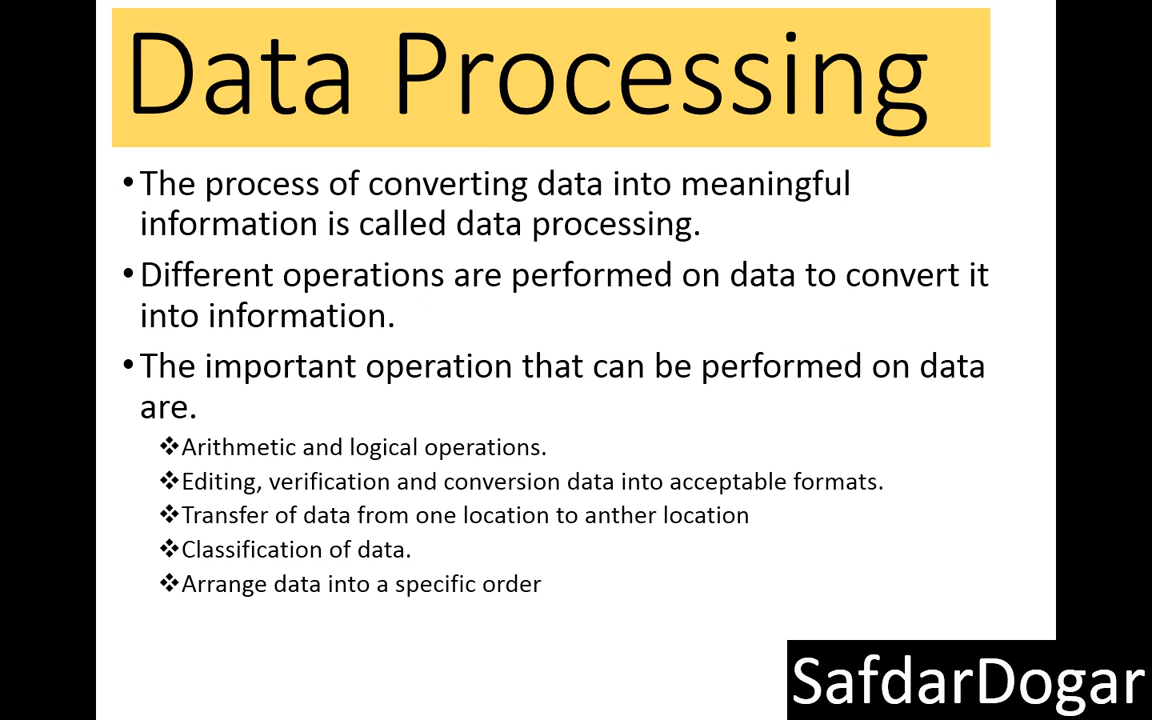 Data Processing
•The process of converting data into meaningful
information is called data processing.
•Different operations are performed on data to convert it
into information.
•The important operation that can be performed on data
are.
❖Arithmetic and logical operations.
❖Editing, verification and conversion data into acceptable formats.
❖Transfer of data from one location to anther location
❖Classification of data.
❖Arrange data into a specific order
SafdarDogar